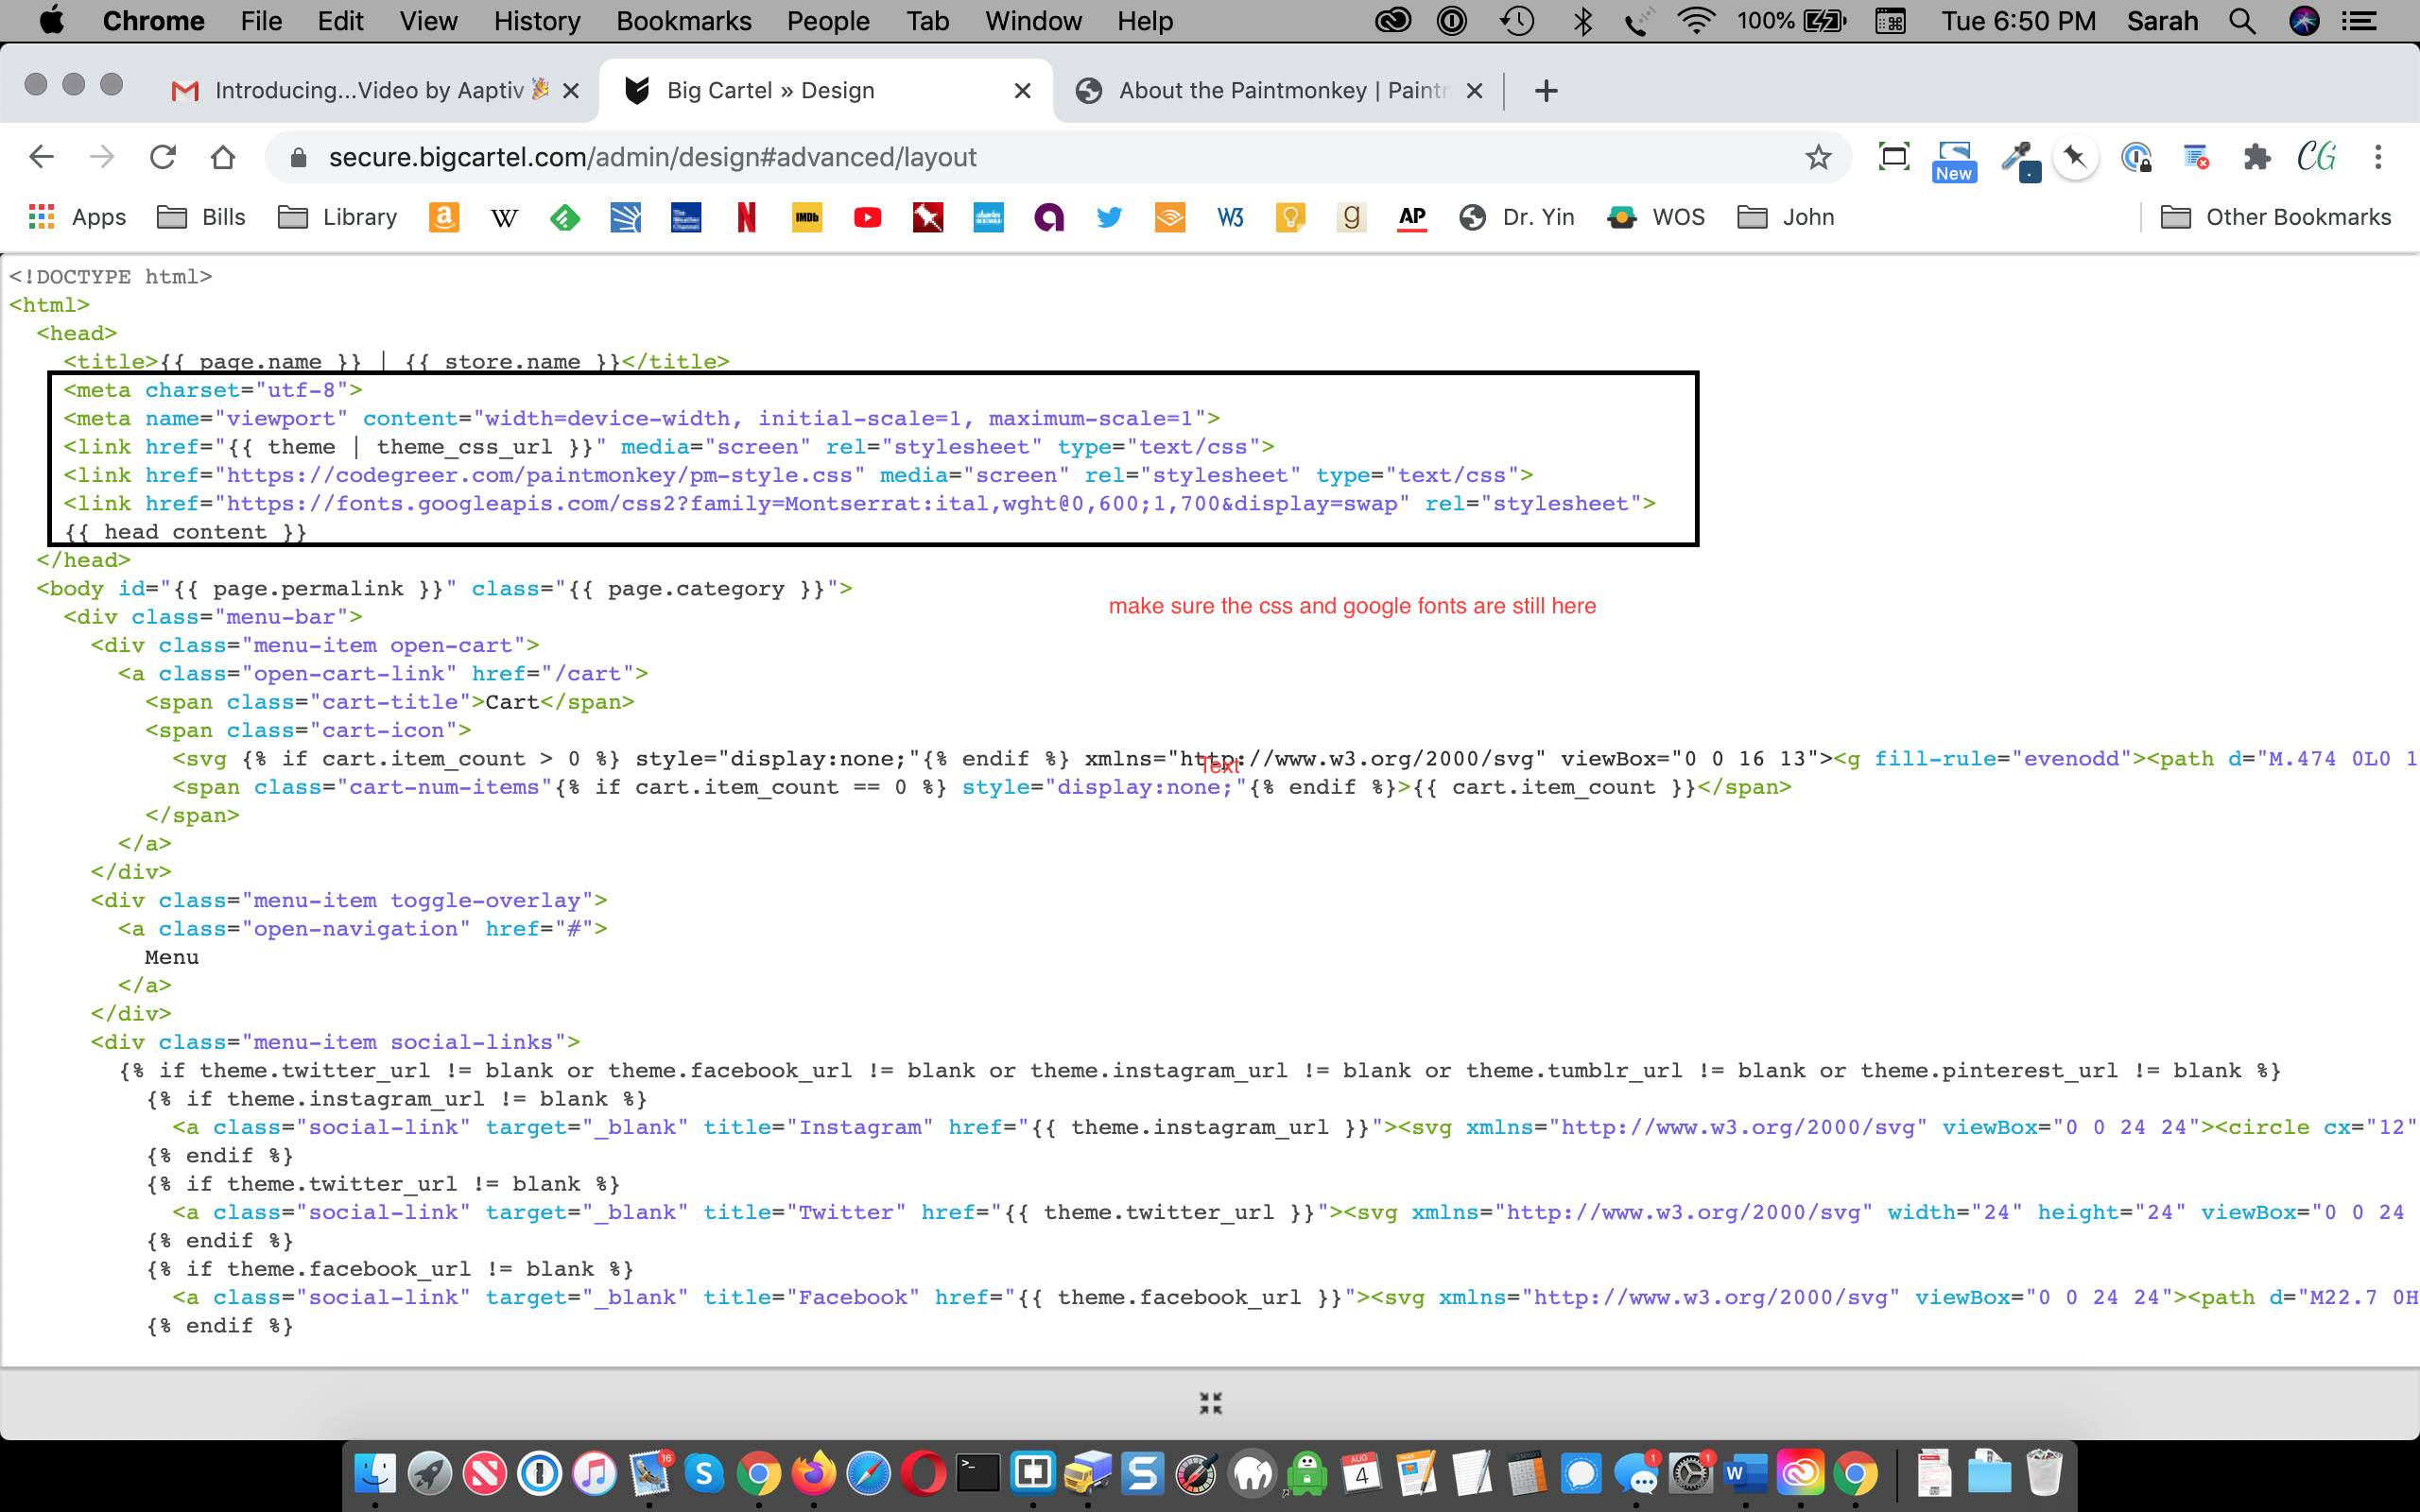 Chrome File Edit View History Bookmarks People Tab Window Help 100% Tue 6:50 PM Sarah
Introducing...Video by Aaptiv Big Cartel » Design About the Paintmonkey | Paintr
secure.bigcartel.com/admin/design#advanced/layout New CG
Apps Bills Library a W The Weather Channel N IMDb W3 g AP Dr. Yin WOS John Other Bookmarks
<!DOCTYPE html>
<html>
<head>
<title>{{ page.name }} | {{ store.name }}</title>
<meta charset="utf-8">
<meta name="viewport" content="width=device-width, initial-scale=1, maximum-scale=1">
<link href="{{ theme | theme_css_url }}" media="screen" rel="stylesheet" type="text/css">
<link href="https://codegreer.com/paintmonkey/pm-style.css" media="screen" rel="stylesheet" type="text/css">
<link href="https://fonts.googleapis.com/css2?family=Montserrat:ital,wght@0,600;1,700&display=swap" rel="stylesheet">
{{ head content }}
</head>
<body id="{{ page.permalink }}" class="{{ page.category }}">
make sure the css and google fonts are still here
<div class="menu-bar">
<div class="menu-item open-cart">
<a class="open-cart-link" href="/cart">
<span class="cart-title">Cart</span>
<span class="cart-icon">
<svg {% if cart.item_count > 0 %} style="display:none;"{% endif %} xmlns="http://www.w3.org/2000/svg" viewBox="0 0 16 13"><g fill-rule="evenodd"><path d="M.474 0L0 1
Text
<span class="cart-num-items"{% if cart.item_count == 0 %} style="display:none;"{% endif %}>{{ cart.item_count }}</span>
</span>
</a>
</div>
<div class="menu-item toggle-overlay">
<a class="open-navigation" href="#">
Menu
</a>
</div>
<div class="menu-item social-links">
{% if theme.twitter_url != blank or theme.facebook_url != blank or theme.instagram_url != blank or theme.tumblr_url != blank or theme.pinterest_url != blank %}
{% if theme.instagram_url != blank %}
<a class="social-link" target="_blank" title="Instagram" href="{{ theme.instagram_url }}"><svg xmlns="http://www.w3.org/2000/svg" viewBox="0 0 24 24"><circle cx="12"
{% endif %}
{% if theme.twitter_url != blank %}
<a class="social-link" target="_blank" title="Twitter" href="{{ theme.twitter_url }}"><svg xmlns="http://www.w3.org/2000/svg" width="24" height="24" viewBox="0 0 24
{% endif %}
{% if theme.facebook_url != blank %}
<a class="social-link" target="_blank" title="Facebook" href="{{ theme.facebook_url }}"><svg xmlns="http://www.w3.org/2000/svg" viewBox="0 0 24 24"><path d="M22.7 0H
{% endif %}
16 S S AUG 4 1 1 W